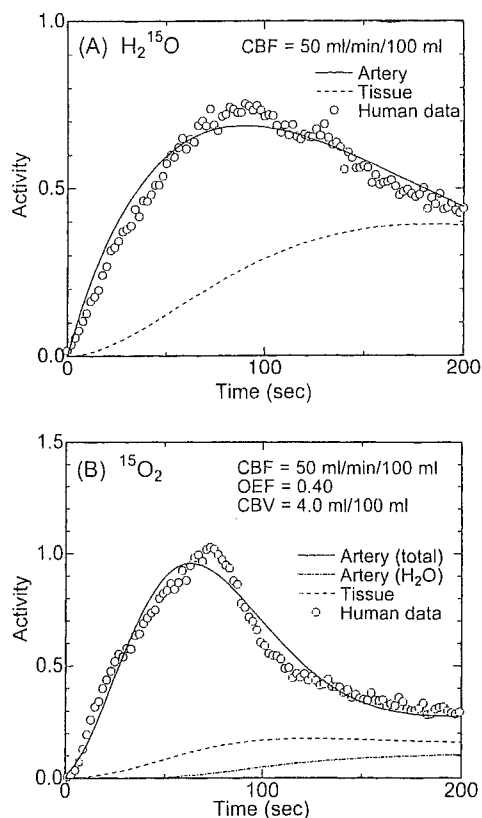 (A) H₂¹⁵O
CBF = 50 ml/min/100 ml
Artery
Tissue
Human data
1.0
0.5
0.0
Activity
0
100
200
Time (sec)
(B) ¹⁵O₂
CBF = 50 ml/min/100 ml
OEF = 0.40
CBV = 4.0 ml/100 ml
Artery (total)
Artery (H₂O)
Tissue
Human data
1.5
1.0
0.5
0.0
Activity
0
100
200
Time (sec)